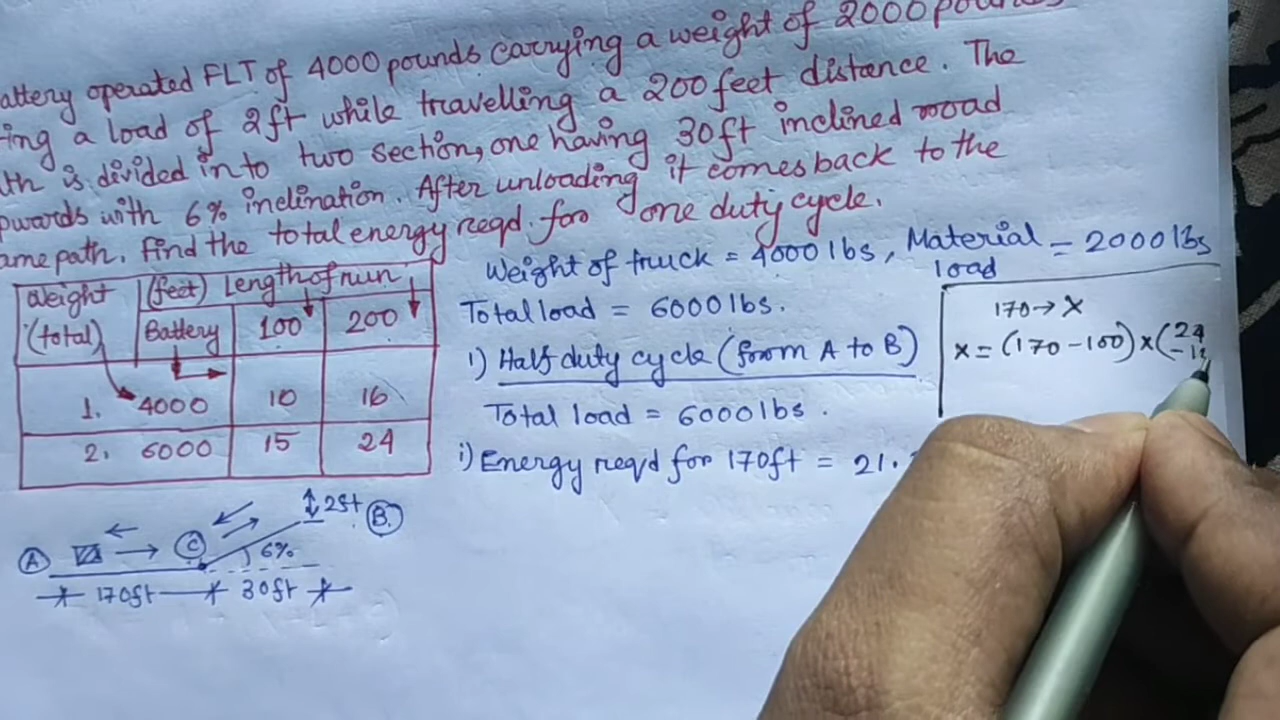 attery operated FLT of 4000 pounds carrying a weight of 2000 pounds
ing a load of 2ft while travelling a 200 feet distance. The
th is divided in to two section, one having 30ft inclined road
pwards with 6% inclination. After unloading it comes back to the
ame path. Find the total energy reqd. for one duty cycle.
Weight (total)
(feet) Length of run
Battery 100 200
1. 4000 10 16
2. 6000 15 24
2ft B.
A C 6%
170ft 30ft
Weight of truck = 4000 lbs, Material load = 2000 lbs
Total load = 6000 lbs.
1) Half duty cycle (from A to B)
Total load = 6000 lbs.
i) Energy reqd for 170ft = 21.
170 → X
X = (170 - 100) × (24